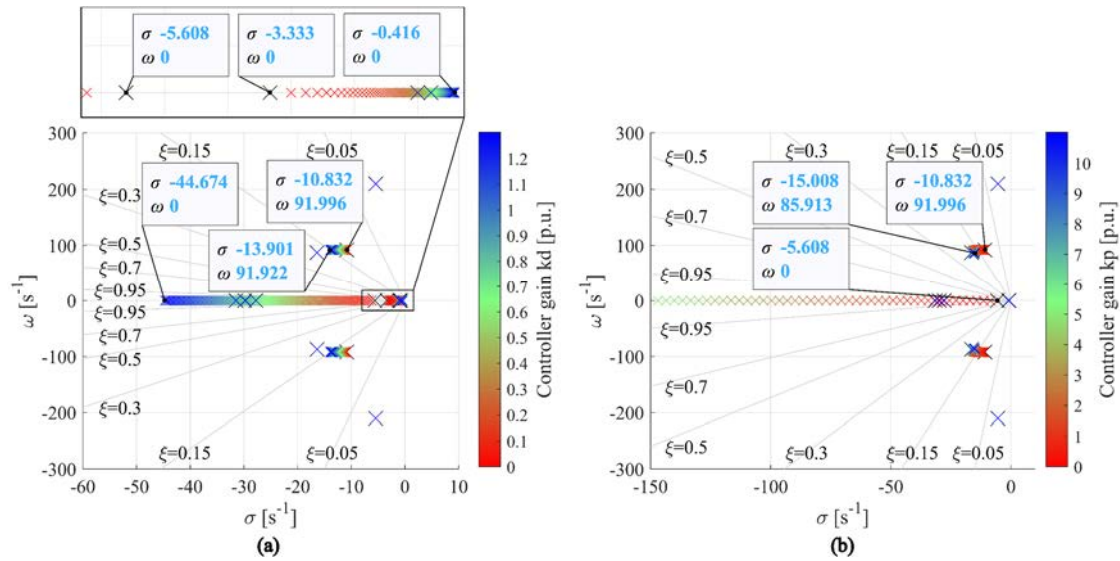 σ -5.608
ω 0
σ -3.333
ω 0
σ -0.416
ω 0
300
200
100
0
-100
-200
-300
ω [s⁻¹]
ξ=0.15
ξ=0.05
ξ=0.3
ξ=0.5
ξ=0.7
ξ=0.95
ξ=0.95
ξ=0.7
ξ=0.5
ξ=0.3
ξ=0.15
ξ=0.05
σ -44.674
ω 0
σ -10.832
ω 91.996
σ -13.901
ω 91.922
-60 -50 -40 -30 -20 -10 0 10
σ [s⁻¹]
(a)
1.2
1.1
1
0.9
0.8
0.7
0.6
0.5
0.4
0.3
0.2
0.1
0
Controller gain kd [p.u.]
300
200
100
0
-100
-200
-300
ω [s⁻¹]
ξ=0.5
ξ=0.3
ξ=0.15
ξ=0.05
ξ=0.7
ξ=0.95
ξ=0.95
ξ=0.7
ξ=0.5
ξ=0.3
ξ=0.15
ξ=0.05
σ -15.008
ω 85.913
σ -10.832
ω 91.996
σ -5.608
ω 0
-150 -100 -50 0
σ [s⁻¹]
(b)
10
9
8
7
6
5
4
3
2
1
0
Controller gain kp [p.u.]